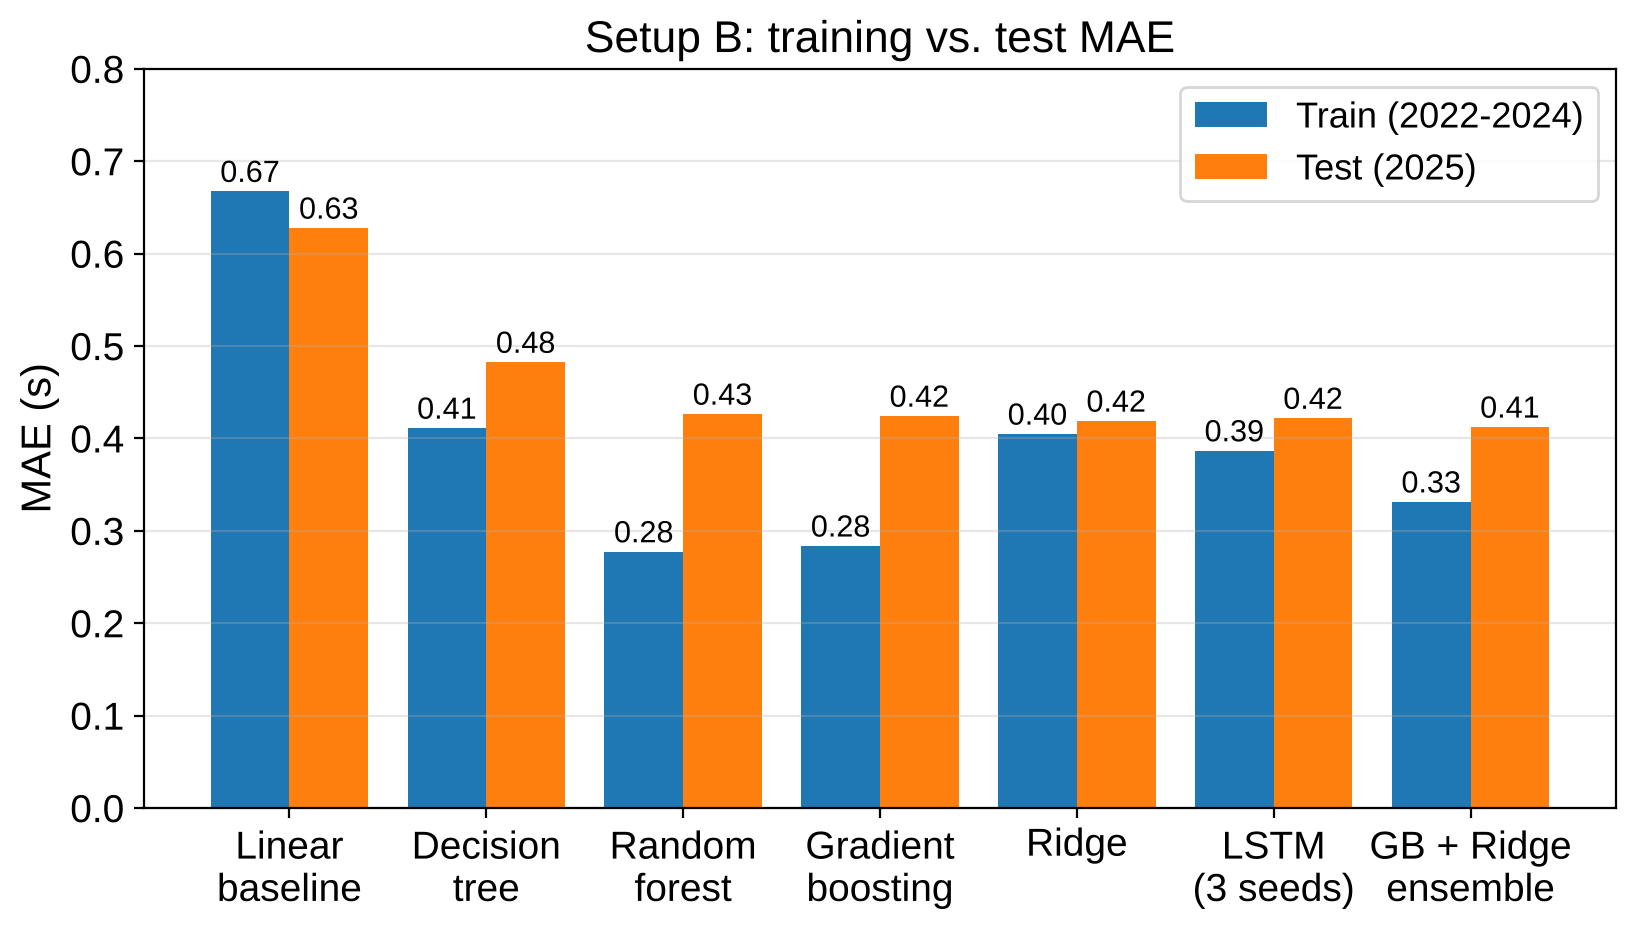 Setup B: training vs. test MAE
Train (2022-2024)
Test (2025)
MAE (s)
0.8
0.7
0.6
0.5
0.4
0.3
0.2
0.1
0.0
0.67
0.63
0.41
0.48
0.28
0.43
0.28
0.42
0.40
0.42
0.39
0.42
0.33
0.41
Linear
baseline
Decision
tree
Random
forest
Gradient
boosting
Ridge
LSTM
(3 seeds)
GB + Ridge
ensemble